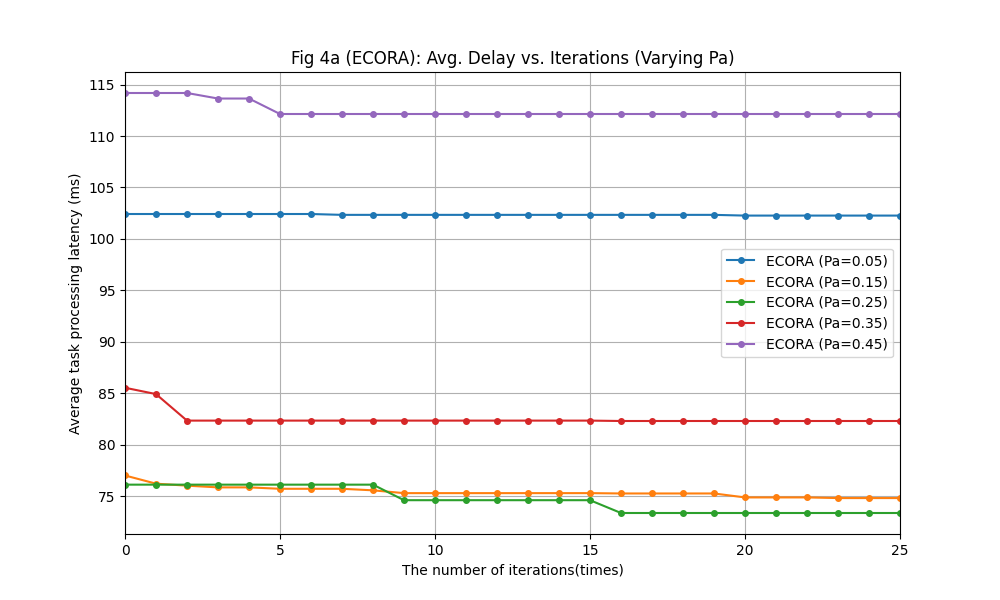 Fig 4a (ECORA): Avg. Delay vs. Iterations (Varying Pa)
Average task processing latency (ms)
115
110
105
100
95
90
85
80
75
ECORA (Pa=0.05)
ECORA (Pa=0.15)
ECORA (Pa=0.25)
ECORA (Pa=0.35)
ECORA (Pa=0.45)
0 5 10 15 20 25
The number of iterations(times)